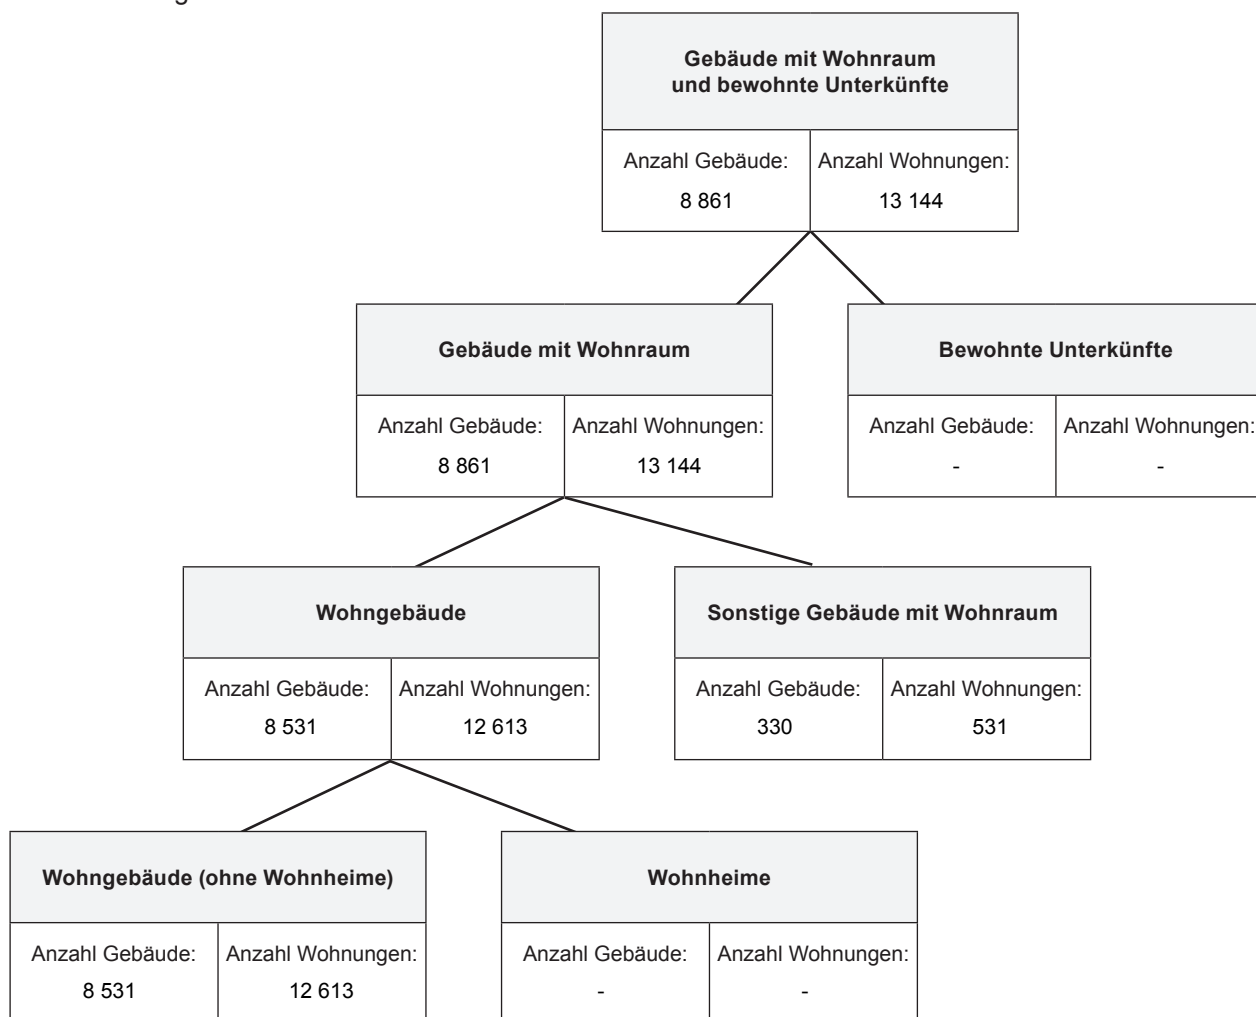 Gebäude mit Wohnraum
und bewohnte Unterkünfte
Anzahl Gebäude: Anzahl Wohnungen:
8 861 13 144
Gebäude mit Wohnraum
Anzahl Gebäude: Anzahl Wohnungen:
8 861 13 144
Bewohnte Unterkünfte
Anzahl Gebäude: Anzahl Wohnungen:
- -
Wohngebäude
Anzahl Gebäude: Anzahl Wohnungen:
8 531 12 613
Sonstige Gebäude mit Wohnraum
Anzahl Gebäude: Anzahl Wohnungen:
330 531
Wohngebäude (ohne Wohnheime)
Anzahl Gebäude: Anzahl Wohnungen:
8 531 12 613
Wohnheime
Anzahl Gebäude: Anzahl Wohnungen:
- -